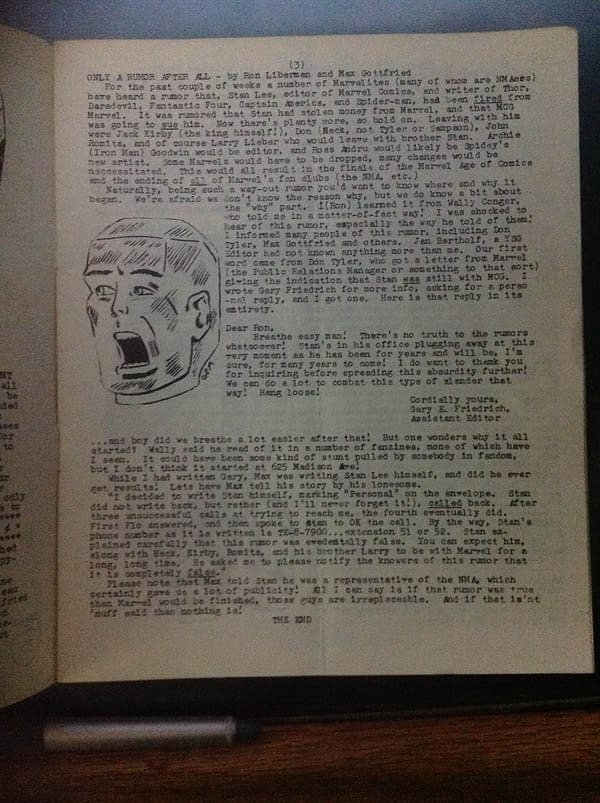 (3)
ONLY A RUMOR AFTER ALL - by Ron Liberman and Max Gottfried
For the past couple of weeks a number of Marvelites (many of whom are NMAers)
have heard a rumor that, Stan Lee, editor of Marvel Comics, and writer of Thor,
Daredevil, Fantastic Four, Captain America, and Spider-man, had been fired from
Marvel. It was rumored that Stan had stolen money from Marvel, and that MCG
was going to sue him. Now there's plenty more, so hold on. Leaving with him
were Jack Kirby (the king himself!), Don (Heck, not Tyler or Sampson), John
Romita, and of course Larry Lieber who would leave with brother Stan. Archie
(Iron Man) Goodwin would be editor, and Ross Andru would likely be Spidey's
new artist. Some Marvels would have to be dropped, many changes would be
neccessitated. This would all result in the finale of the Marvel Age of Comics
and the ending of all of Marvel's fan clubs (the NMA, etc.)
Naturally, being such a way-out rumor you'd want to know where and why it
began. We're afraid we don't know the reason why, but we do know a bit about
the "why" part. I(Ron) learned it from Wally Conger,
who told me in a matter-of-fact way! I was shocked to
hear of this rumor, especially the way he told of them!
I informed many people of this rumor, including Don
Tyler, Max Gottfried and others. Jan Bertholf, a YSG
Editor had not known anything more than me. Our first
word came from Don Tyler, who got a letter from Marvel
(the Public Relations Manager or something to that sort)
giving the indication that Stan was still with MCG. I
wrote Gary Friedrich for more info, asking for a perso
-nal reply, and I got one. Here is that reply in its
entirety.
Dear Ron,
Breathe easy man! There's no truth to the rumors
whatsoever! Stan's in his office plugging away at this
very moment as he has been for years and will be, I'm
sure, for many years to come! I do want to thank you
for inquiring before spreading this absurdity further!
We can do a lot to combat this type of slander that
way! Hang loose!
Cordially yours,
Gary E. Friedrich,
Assistant Editor
...and boy did we breathe a lot easier after that! But one wonders why it all
started? Wally said he read of it in a number of fanzines, none of which have
I seen. It could have been some kind of stunt pulled by somebody in fandom,
but I don't think it started at 625 Madison Ave!
While I had written Gary, Max was writing Stan Lee himself, and did he ever
get results! Lets have Max tell his story by his lonesome.
"I decided to write Stan himself, marking "Personal" on the envelope. Stan
did not write back, but rather (and I'll never forget it!), called back. After
three unsuccessful calls at trying to reach me, the fourth eventually did.
First Flo answered, and then spoke to Stan to OK the call. By the way, Stan's
phone number as it is written is TE-8-7900...extension 51 or 52. Stan ex-
plained carefully that this rumor was evedentally false. You can expect him,
along with Heck, Kirby, Romita, and his brother Larry to be with Marvel for a
long, long time. He asked me to please notify the knowers of this rumor that
it is completely false."
Please note that Max told Stan he was a representative of the NMA, which
certainly gave us a lot of publicity! All I can say is if that rumor was true
than Marvel would be finished, those guys are irreplaceable. And if that is'nt
'nuff said then nothing is!
THE END